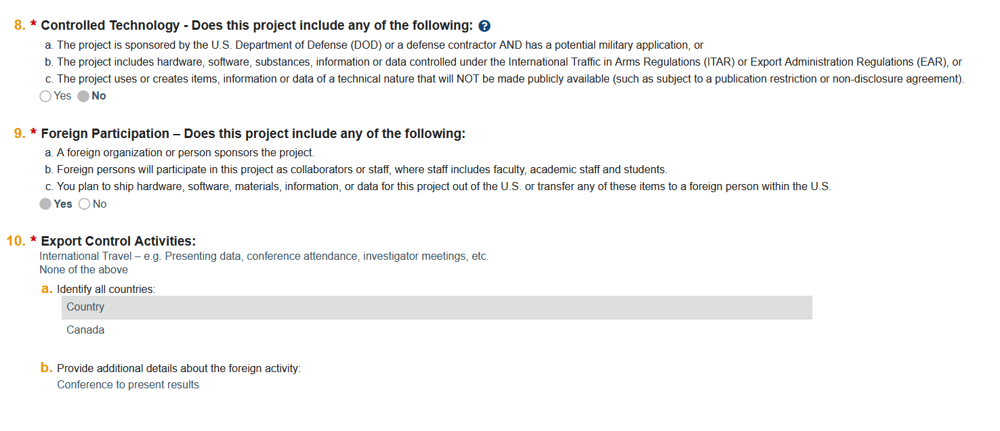 8. * Controlled Technology - Does this project include any of the following: ?
a. The project is sponsored by the U.S. Department of Defense (DOD) or a defense contractor AND has a potential military application, or
b. The project includes hardware, software, substances, information or data controlled under the International Traffic in Arms Regulations (ITAR) or Export Administration Regulations (EAR), or
c. The project uses or creates items, information or data of a technical nature that will NOT be made publicly available (such as subject to a publication restriction or non-disclosure agreement).
Yes No
9. * Foreign Participation – Does this project include any of the following:
a. A foreign organization or person sponsors the project.
b. Foreign persons will participate in this project as collaborators or staff, where staff includes faculty, academic staff and students.
c. You plan to ship hardware, software, materials, information, or data for this project out of the U.S. or transfer any of these items to a foreign person within the U.S.
Yes No
10. * Export Control Activities:
International Travel – e.g. Presenting data, conference attendance, investigator meetings, etc.
None of the above
a. Identify all countries:
Country
Canada
b. Provide additional details about the foreign activity:
Conference to present results